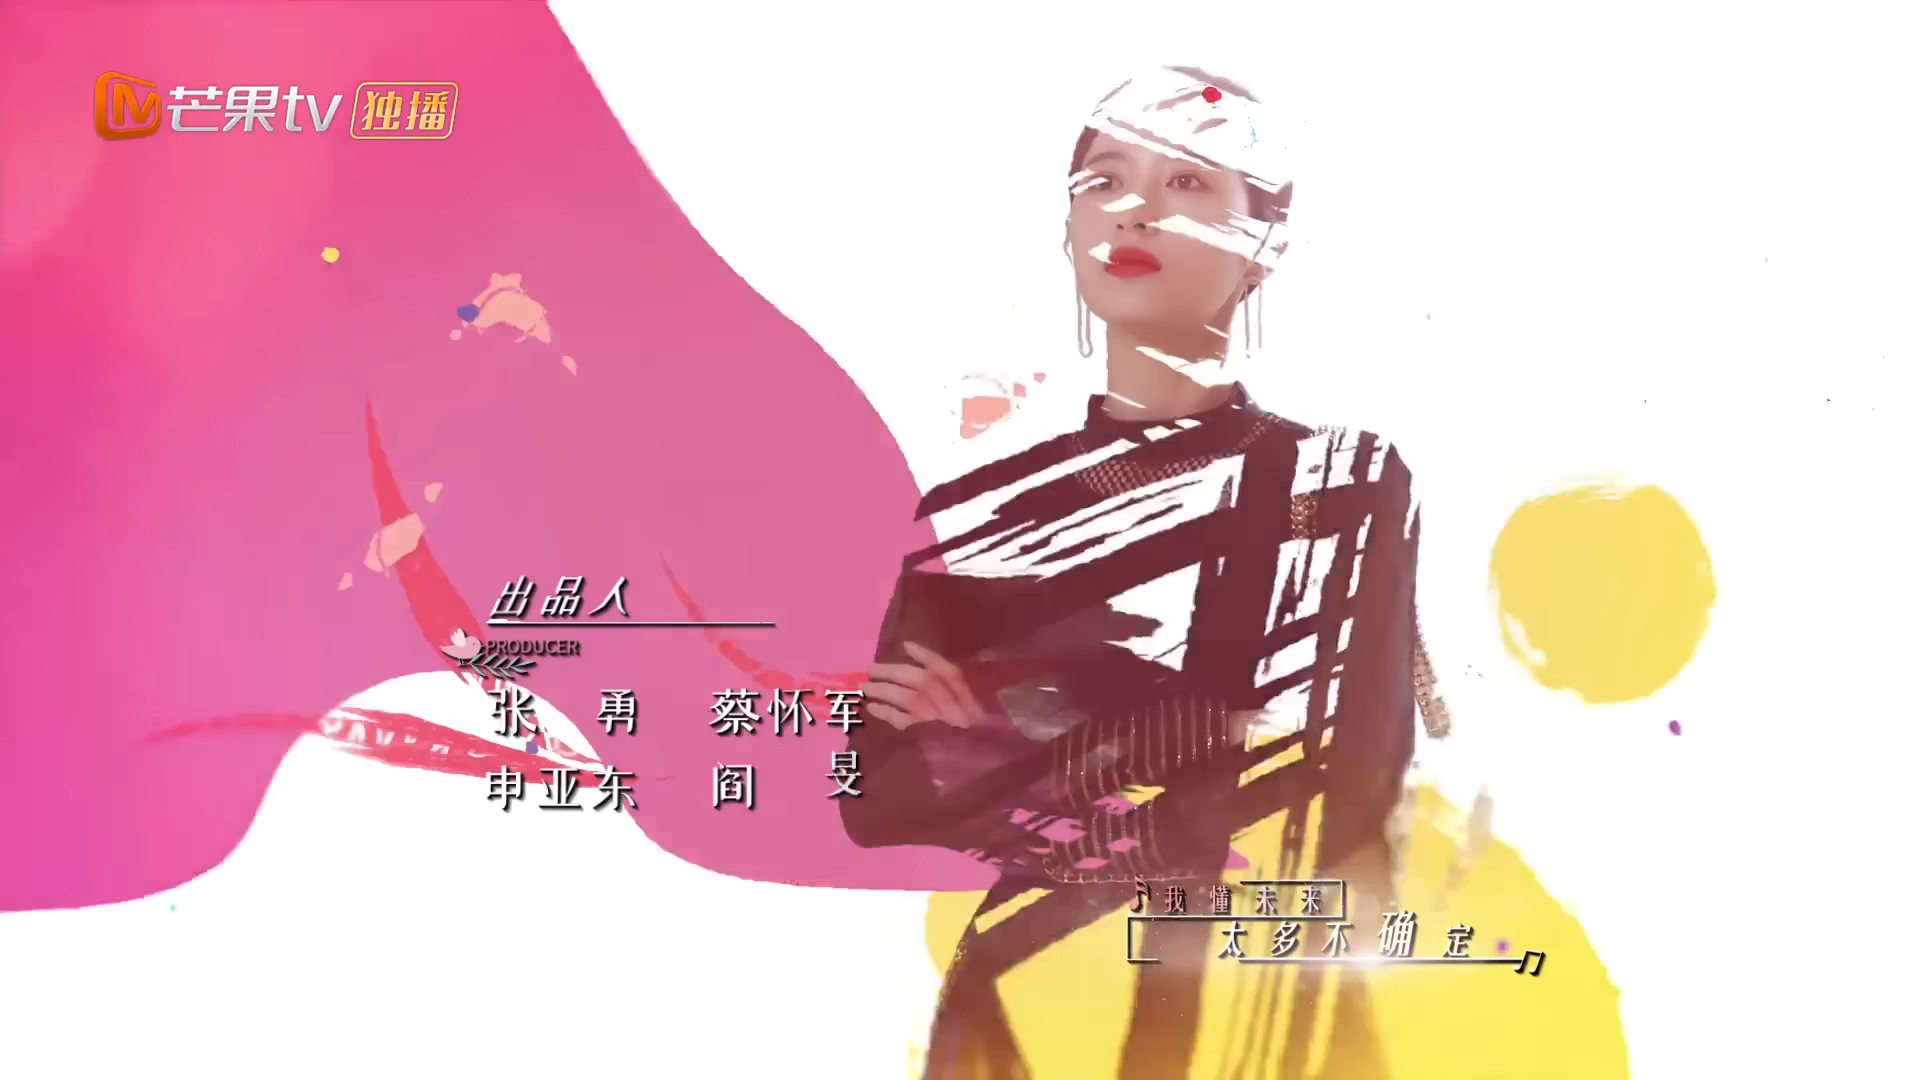 芒果tv 独播
出品人
PRODUCER
张 勇 蔡怀军
申亚东 阎 旻
我懂未来
太多不确定